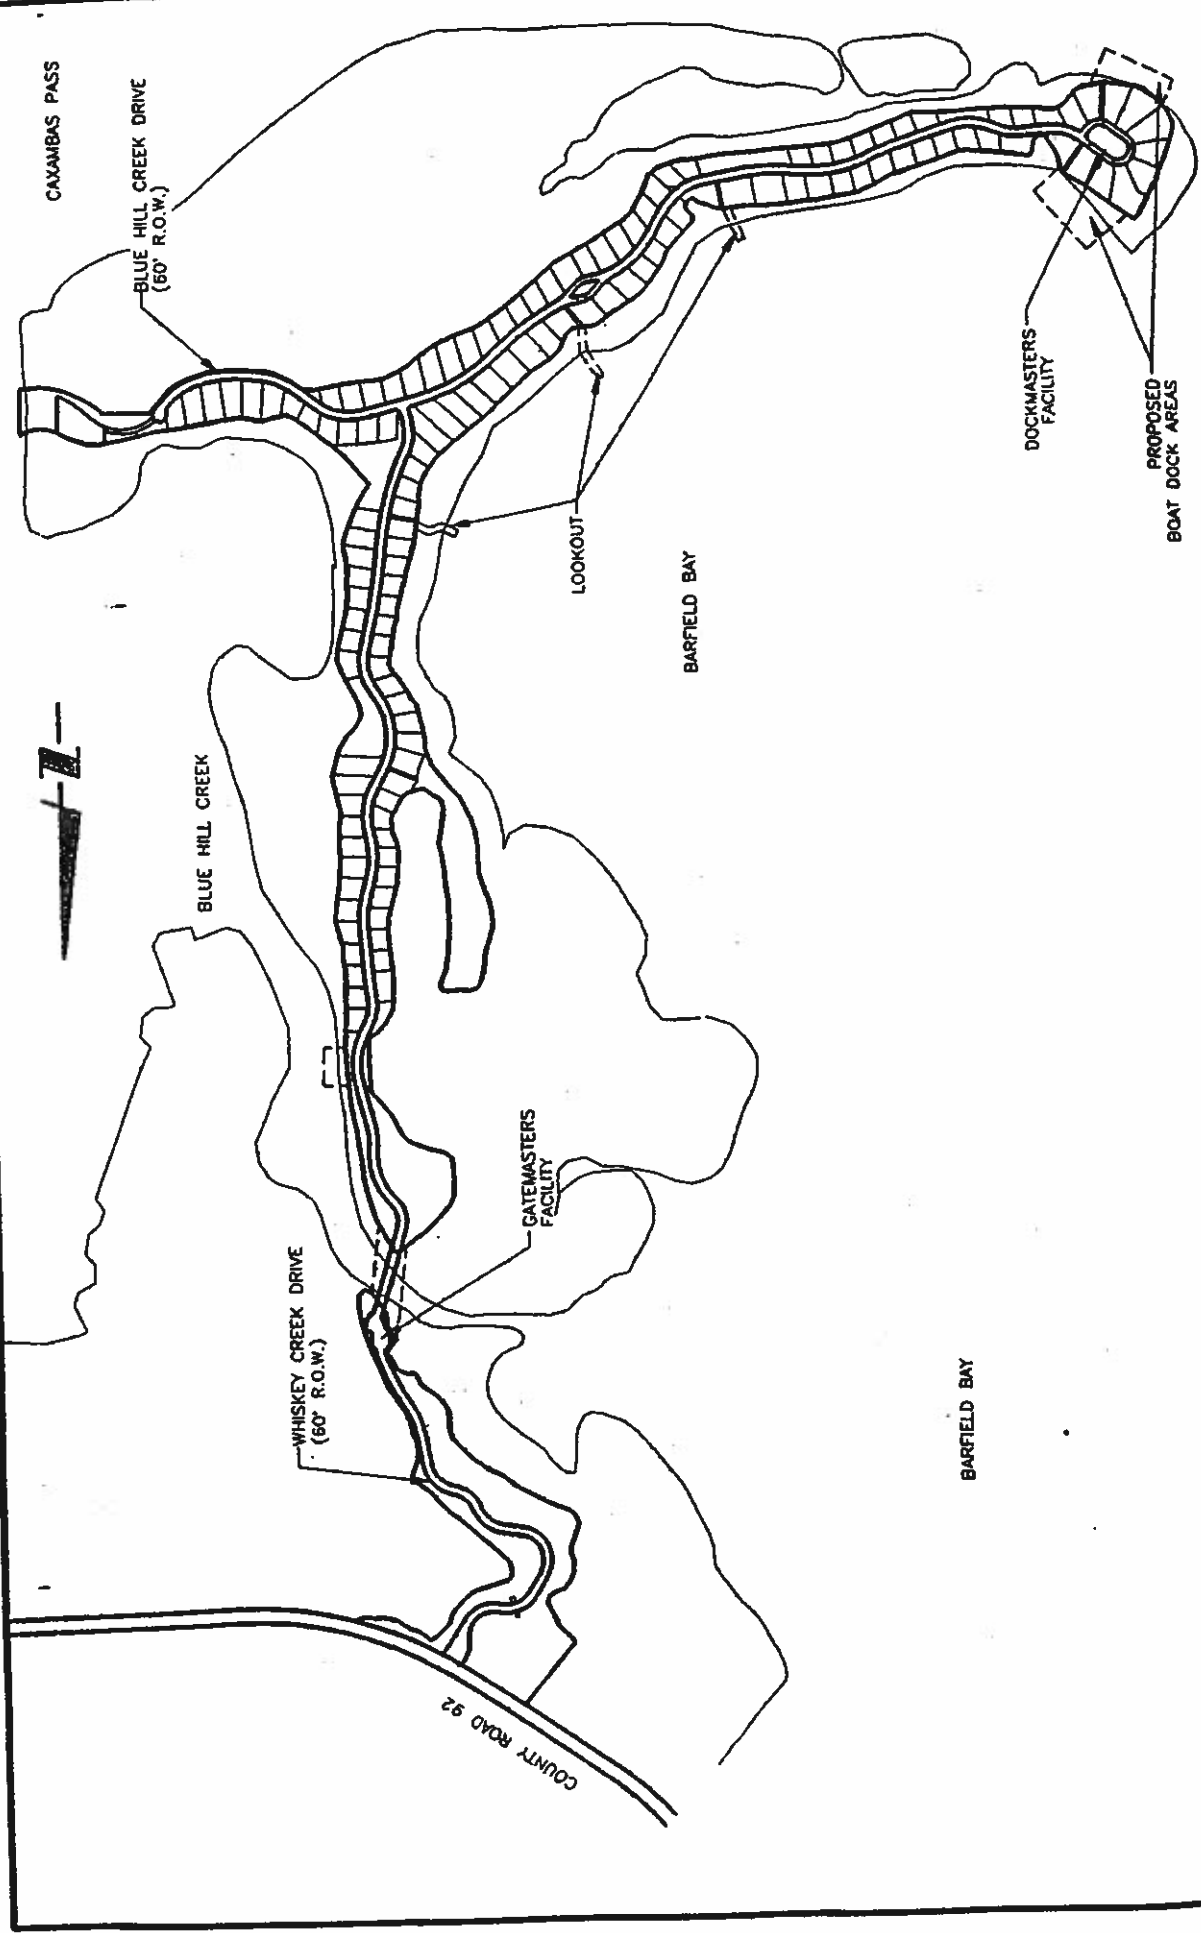 CAXAMBAS PASS
BLUE HILL CREEK DRIVE
(60' R.O.W.)
N
BLUE HILL CREEK
LOOKOUT
BARFIELD BAY
DOCKMASTERS
FACILITY
PROPOSED
BOAT DOCK AREAS
GATEMASTERS
FACILITY
WHISKEY CREEK DRIVE
(60' R.O.W.)
BARFIELD BAY
COUNTY ROAD 92